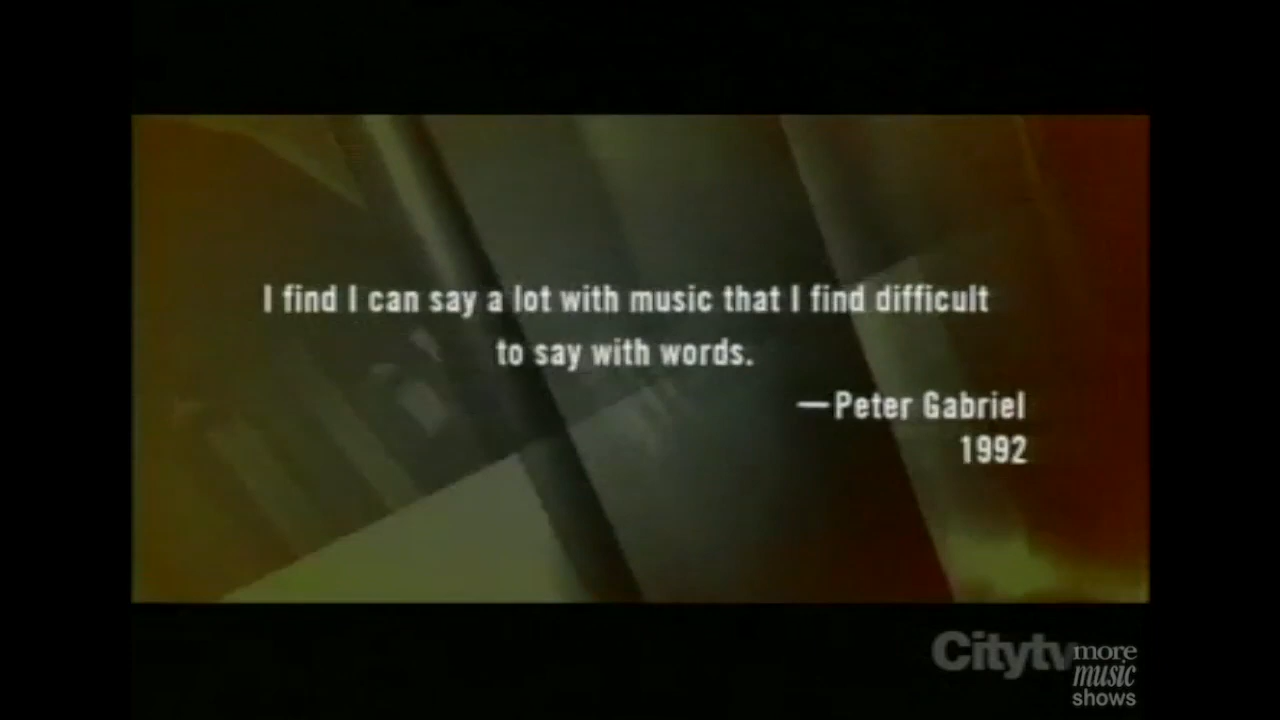 I find I can say a lot with music that I find difficult
to say with words.
—Peter Gabriel
1992
Citytv
more
music
shows